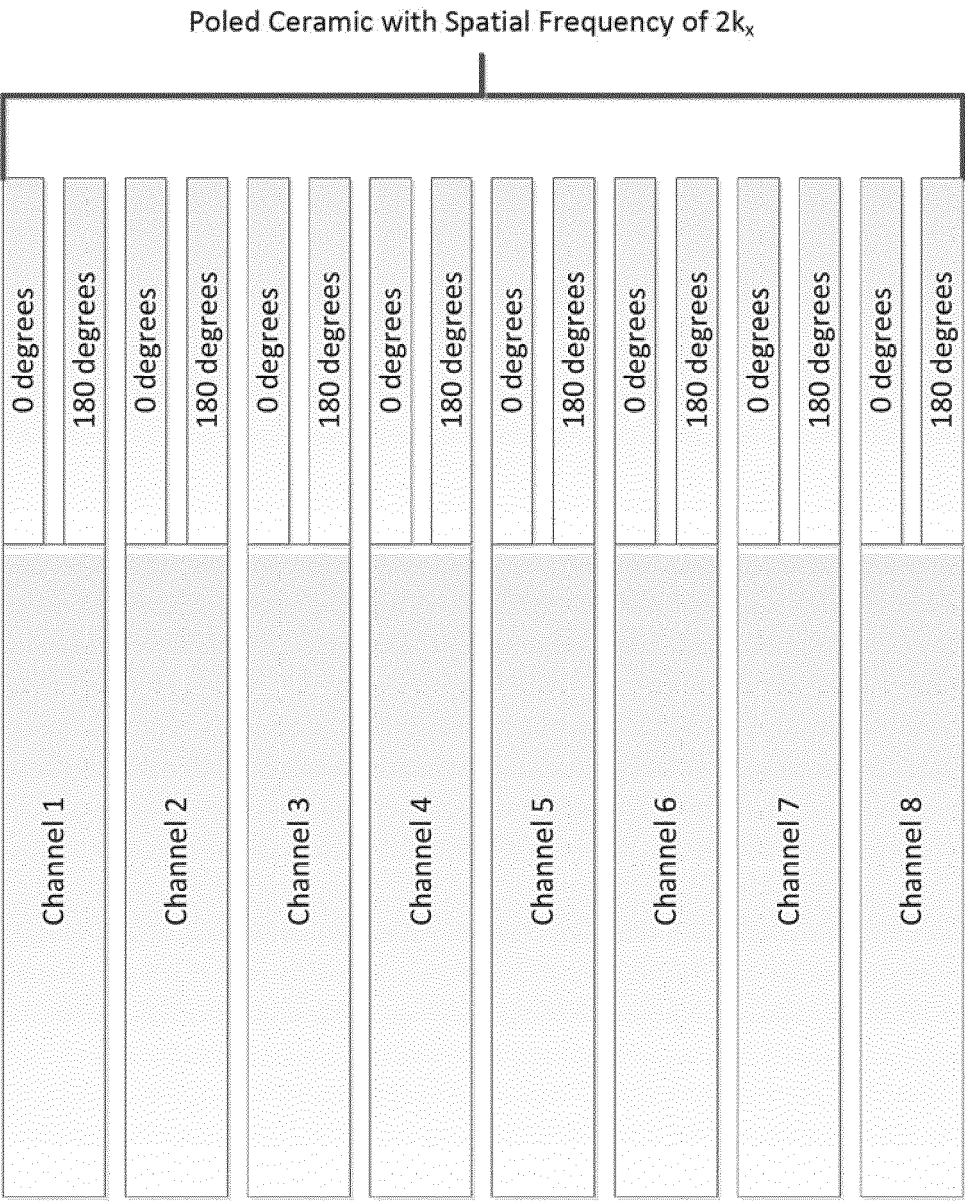 Poled Ceramic with Spatial Frequency of 2kₓ
0 degrees
180 degrees
0 degrees
180 degrees
0 degrees
180 degrees
0 degrees
180 degrees
0 degrees
180 degrees
0 degrees
180 degrees
0 degrees
180 degrees
0 degrees
180 degrees
Channel 1
Channel 2
Channel 3
Channel 4
Channel 5
Channel 6
Channel 7
Channel 8